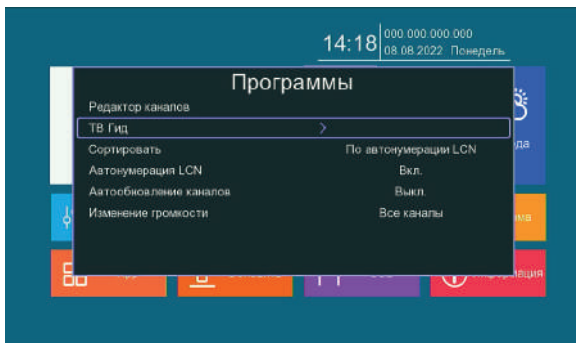 14:18
000 000 000 000
08.08.2022 Понедель
Программы
Редактор каналов
ТВ Гид >
Сортировать По автонумерации LCN
Автонумерация LCN Вкл.
Автообновление каналов Выкл.
Изменение громкости Все каналы